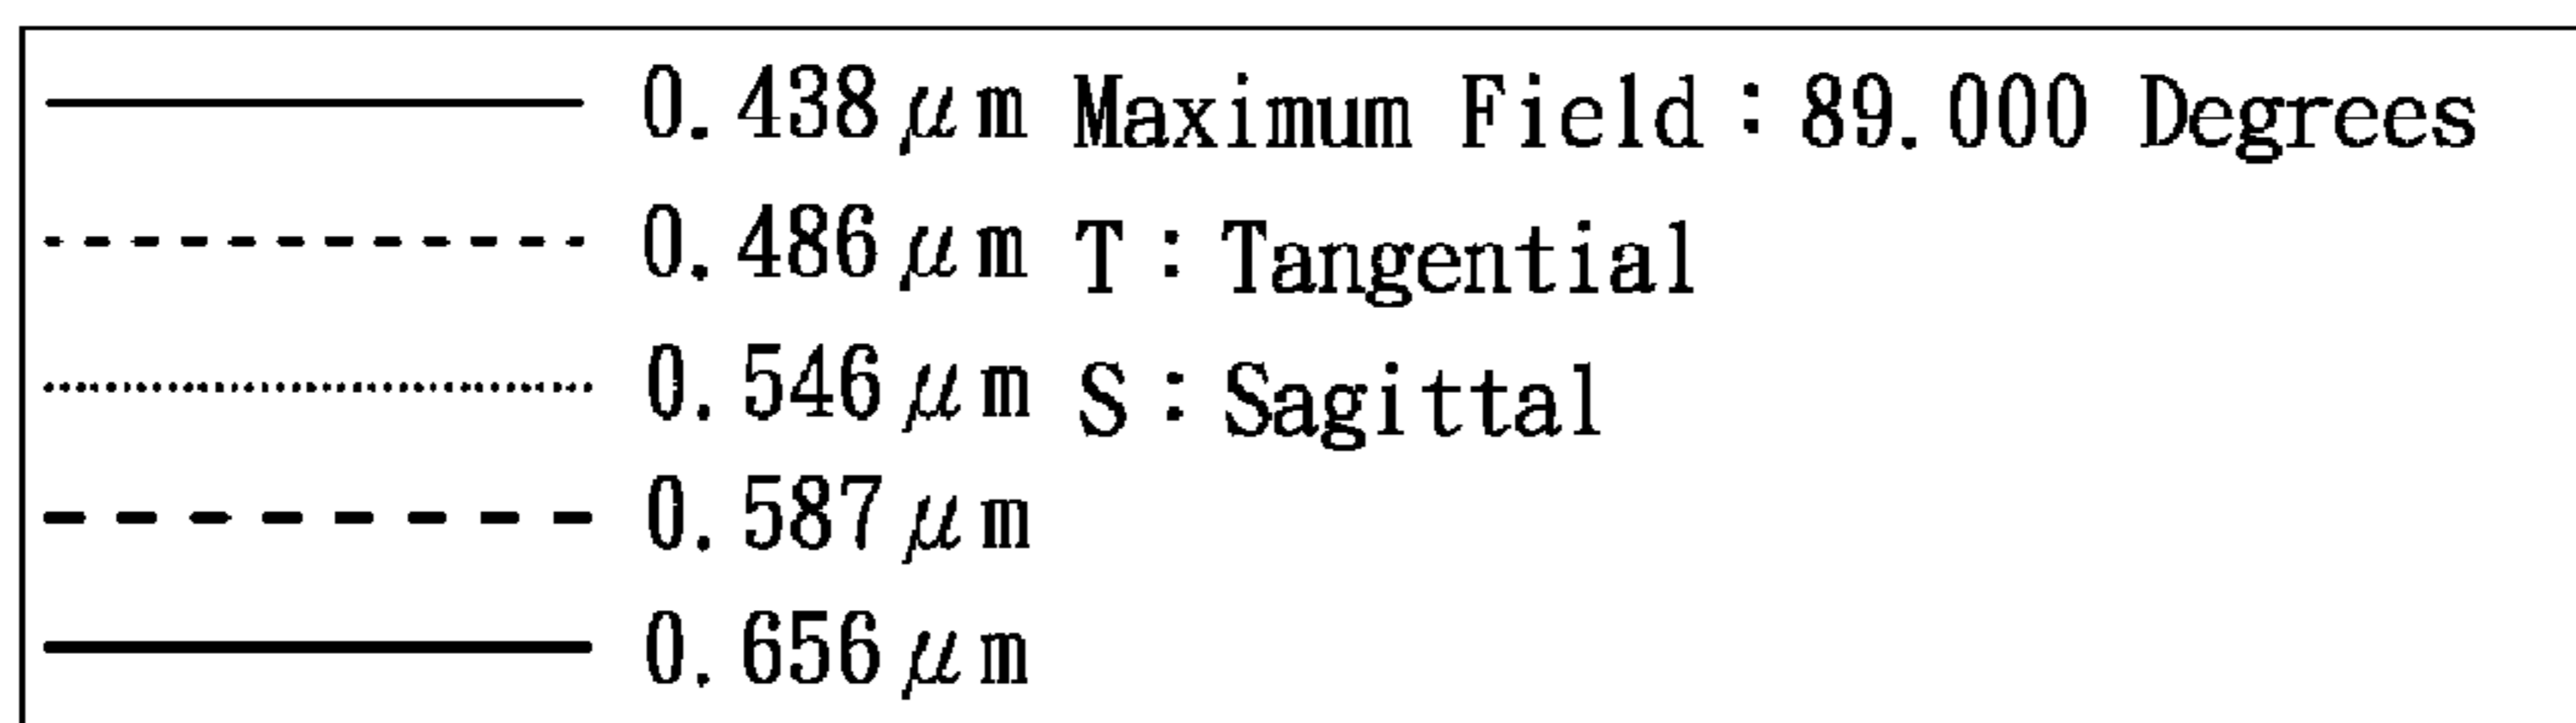 0.438μm Maximum Field：89.000 Degrees
0.486μm T：Tangential
0.546μm S：Sagittal
0.587μm
0.656μm